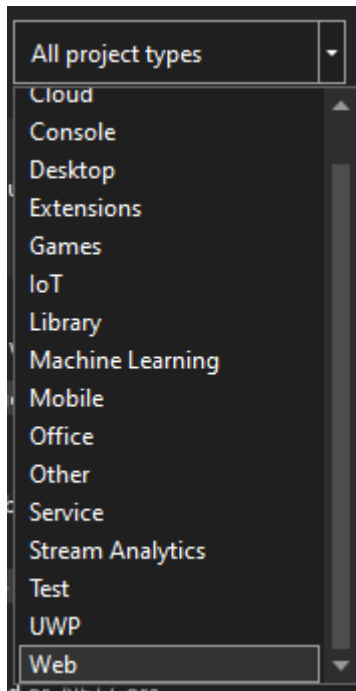 All project types
Cloud
Console
Desktop
Extensions
Games
IoT
Library
Machine Learning
Mobile
Office
Other
Service
Stream Analytics
Test
UWP
Web